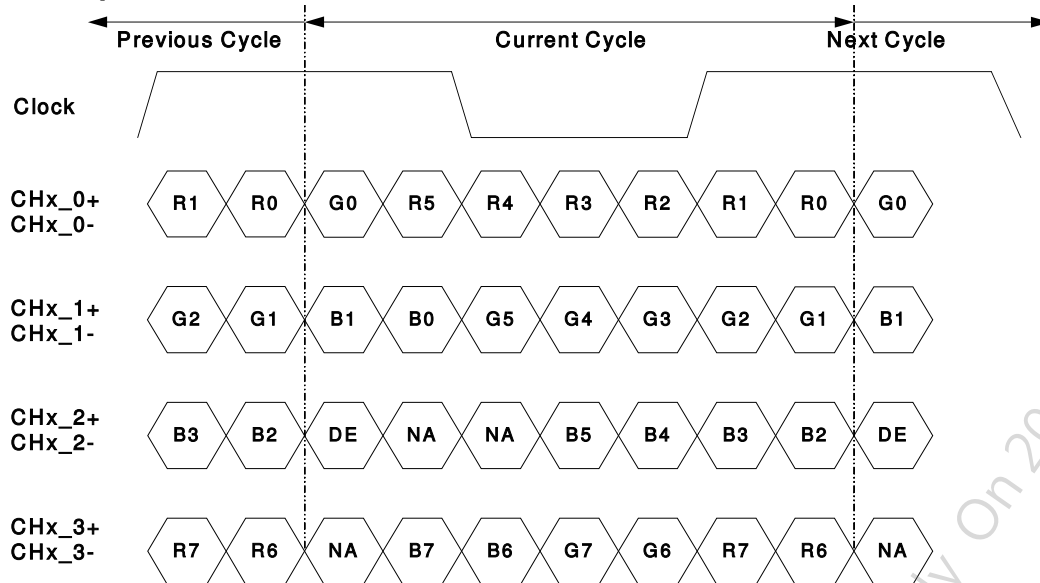 Previous Cycle Current Cycle Next Cycle
Clock
CHx_0+
CHx_0-
R1 R0 G0 R5 R4 R3 R2 R1 R0 G0
CHx_1+
CHx_1-
G2 G1 B1 B0 G5 G4 G3 G2 G1 B1
CHx_2+
CHx_2-
B3 B2 DE NA NA B5 B4 B3 B2 DE
CHx_3+
CHx_3-
R7 R6 NA B7 B6 G7 G6 R7 R6 NA
On 20